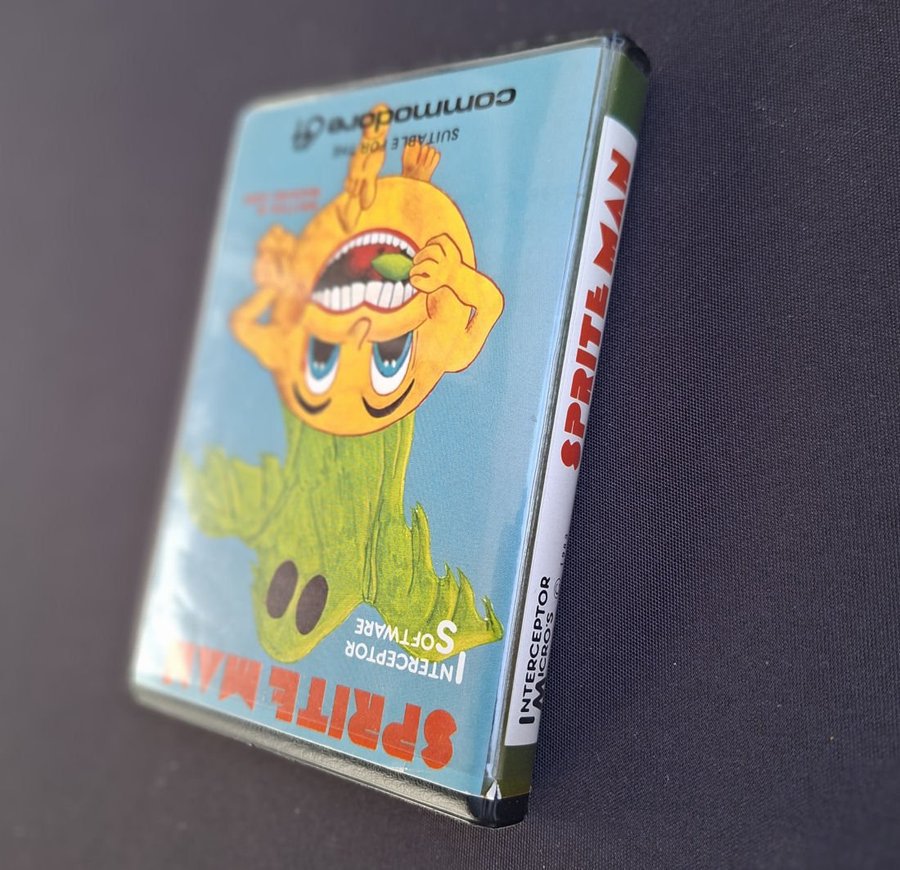 SPRITE MAN
INTERCEPTOR
SOFTWARE
SUITABLE FOR THE
commodore
SPRITE MAN
INTERCEPTOR
MICRO'S ©